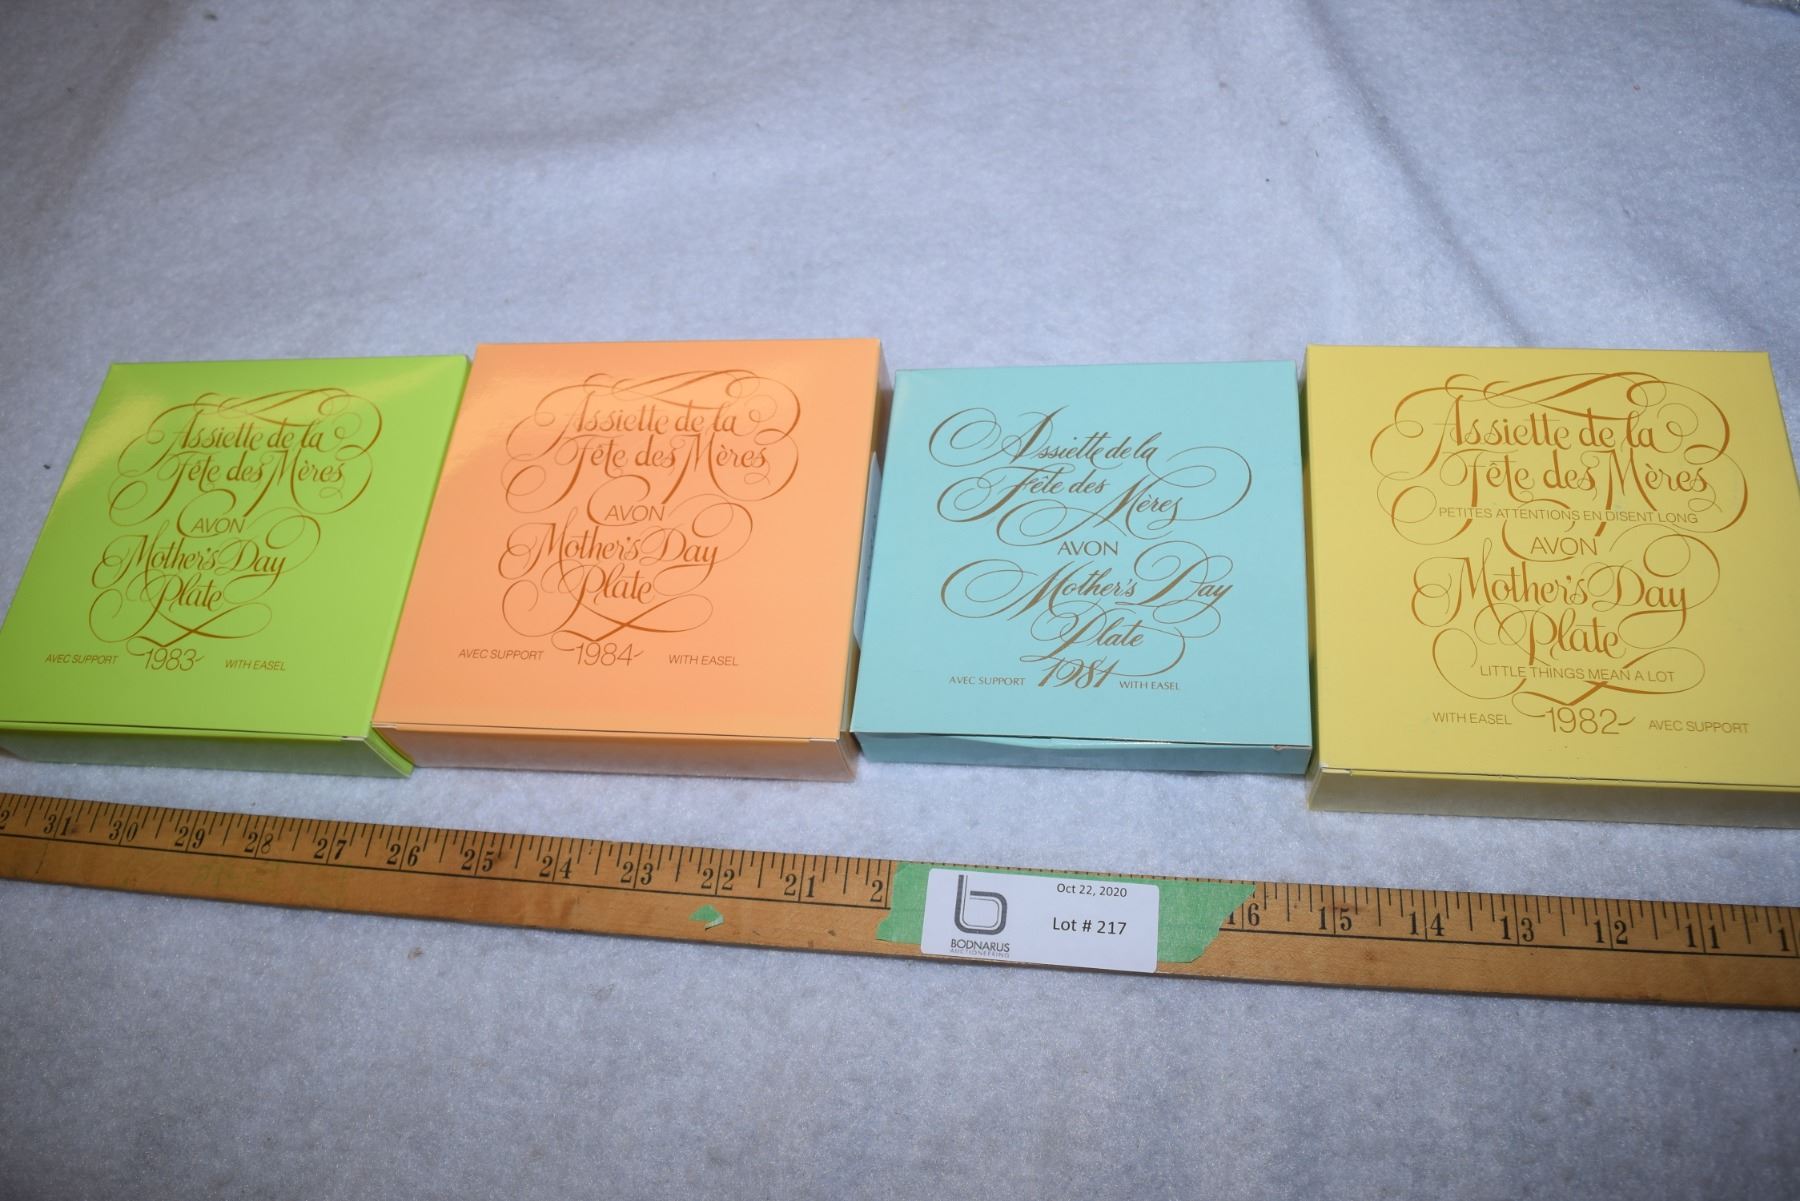 Assiette de la
Fête des Mères
AVON
Mother's Day
Plate
AVEC SUPPORT 1983 WITH EASEL
Assiette de la
Fête des Mères
AVON
Mother's Day
Plate
AVEC SUPPORT 1984 WITH EASEL
Assiette de la
Fête des
Mères
AVON
Mother's Day
Plate
AVEC SUPPORT 1981 WITH EASEL
Assiette de la
Fête des Mères
PETITES ATTENTIONS EN DISENT LONG
AVON
Mother's Day
Plate
LITTLE THINGS MEAN A LOT
WITH EASEL 1982 AVEC SUPPORT
2 31 30 29 28 27 26 25 24 23 22 21 2 16 15 14 13 12 11 1
Oct 22, 2020
Lot # 217
BODNARUS
AUCTIONEERING